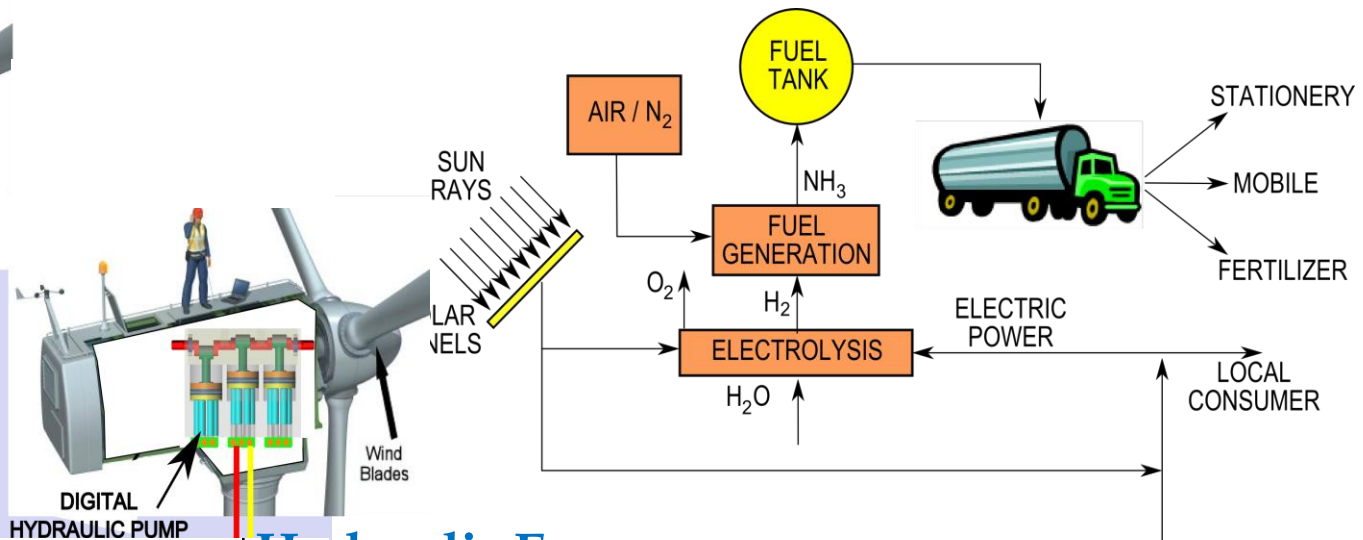 FUEL
TANK
AIR / N2
STATIONERY
SUN
RAYS
MOBILE
NH3
FUEL
GENERATION
FERTILIZER
O2
H2
ELECTRIC
POWER
ELECTROLYSIS
LOCAL
CONSUMER
H2O
Wind
Blades
DIGITAL
HYDRAULIC PUMP